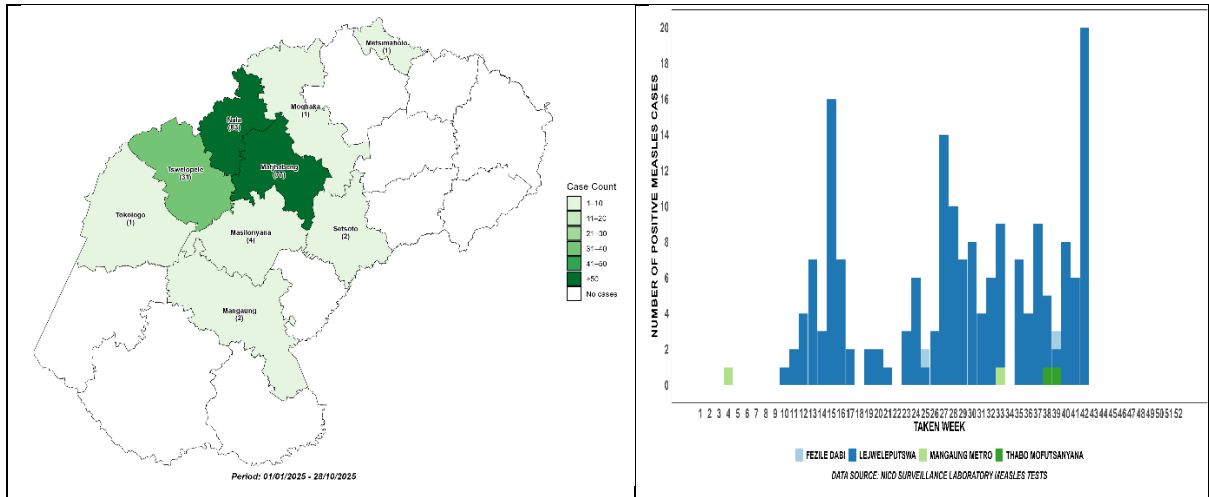 Metsimaholo
(1)
Moqhaka
(1)
Nala
Matjhabeng
Tswelopele
(31)
Tokologo
(1)
Masilonyana
(4)
Setsoto
(2)
Mangaung
(2)
Case Count
1–10
11–20
21–30
31–40
41–50
>50
No cases
Period: 01/01/2025 - 28/10/2025
NUMBER OF POSITIVE MEASLES CASES
20
18
16
14
12
10
8
6
4
2
0
1 2 3 4 5 6 7 8 9 10 11 12 13 14 15 16 17 18 19 20 21 22 23 24 25 26 27 28 29 30 31 32 33 34 35 36 37 38 39 40 41 42 43 44 45 46 47 48 49 50 51 52
TAKEN WEEK
FEZILE DABI LEJWELEPUTSWA MANGAUNG METRO THABO MOFUTSANYANA
DATA SOURCE: NICD SURVEILLANCE LABORATORY MEASLES TESTS